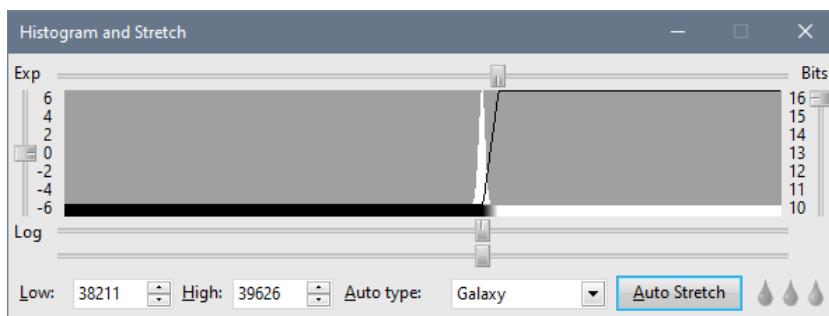 Histogram and Stretch
Exp Bits
6 16
4 15
2 14
0 13
-2 12
-4 11
-6 10
Log
Low: 38211 High: 39626 Auto type: Galaxy Auto Stretch